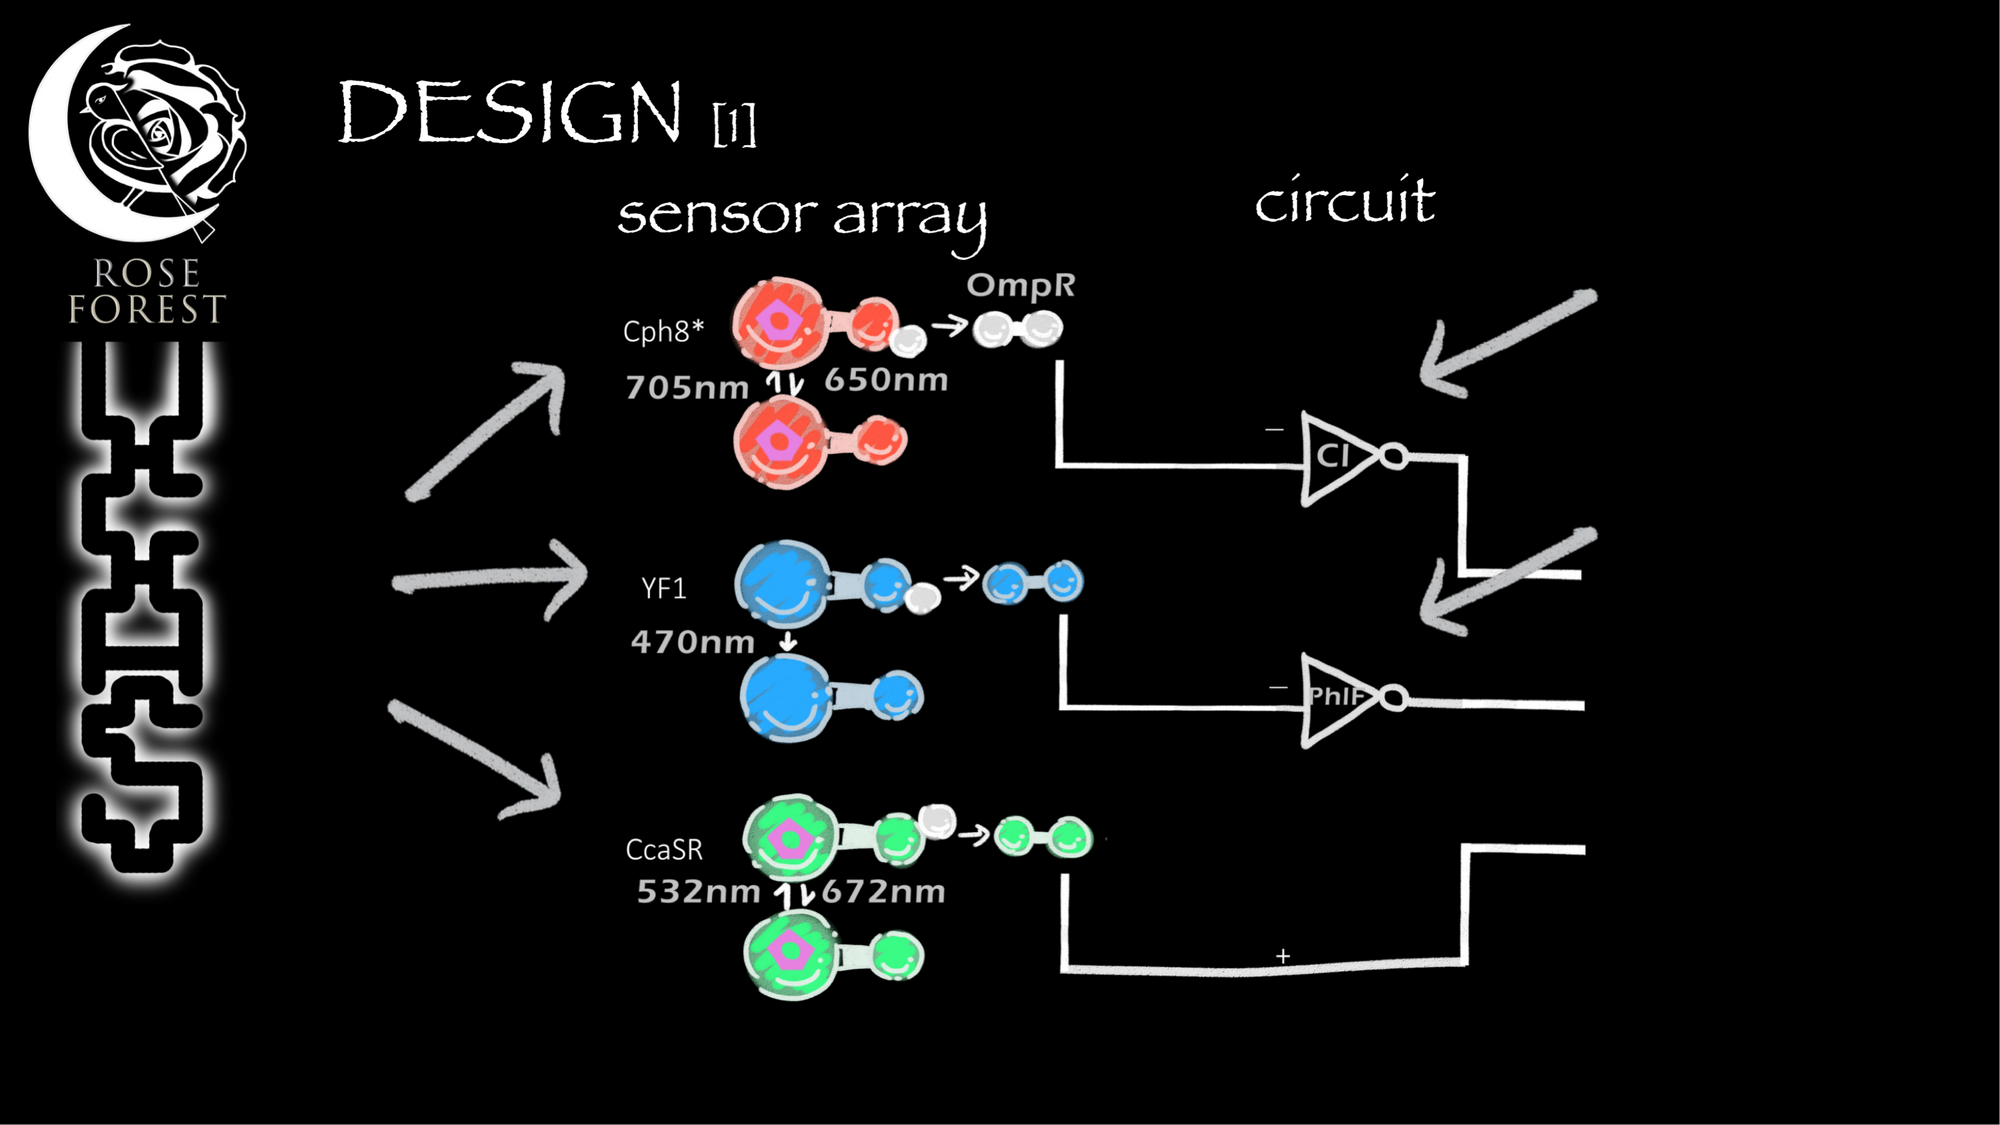 DESIGN [1]
sensor array
circuit
ROSE
FOREST
OmpR
Cph8*
705nm
650nm
–
CI
YF1
470nm
–
PhlF
CcaSR
532nm
672nm
+